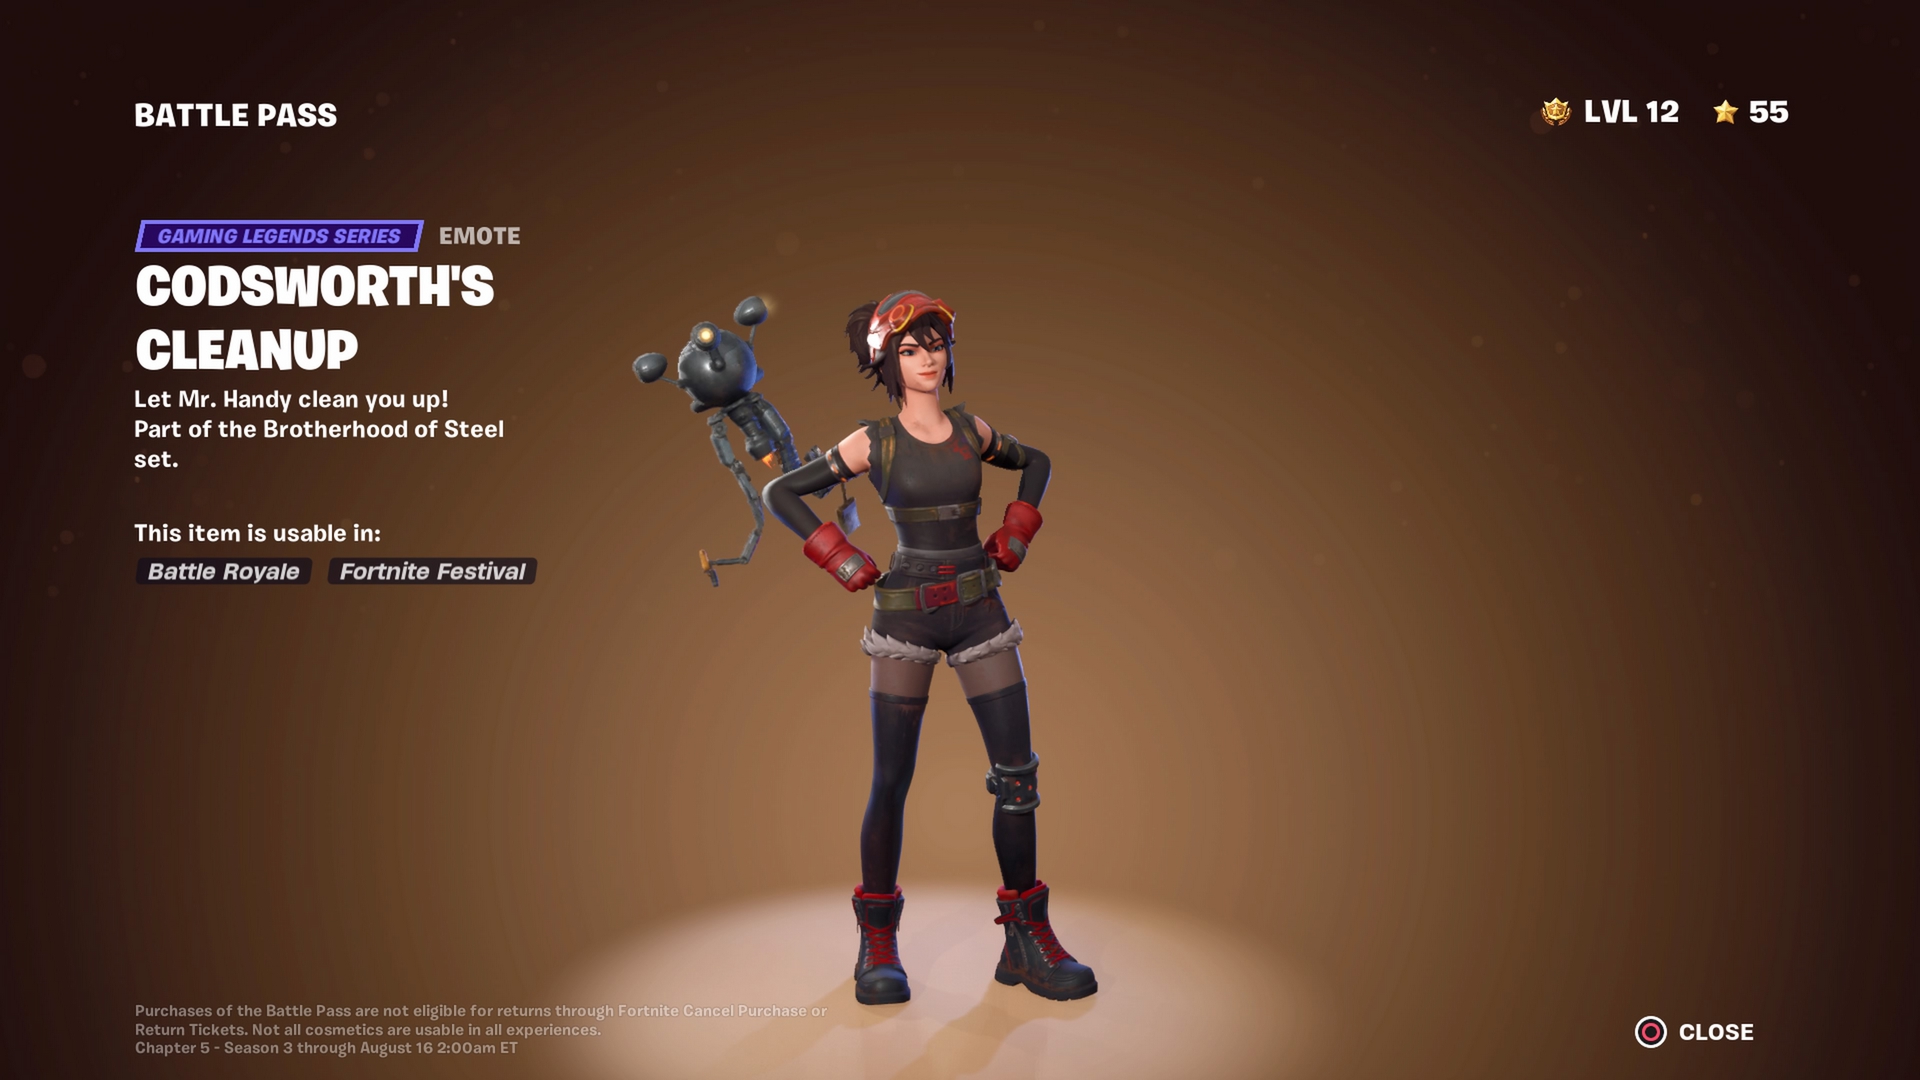 BATTLE PASS
LVL 12
55
GAMING LEGENDS SERIES EMOTE
CODSWORTH'S
CLEANUP
Let Mr. Handy clean you up!
Part of the Brotherhood of Steel
set.
This item is usable in:
Battle Royale
Fortnite Festival
Purchases of the Battle Pass are not eligible for returns through Fortnite Cancel Purchase or
Return Tickets. Not all cosmetics are usable in all experiences.
Chapter 5 - Season 3 through August 16 2:00am ET
CLOSE